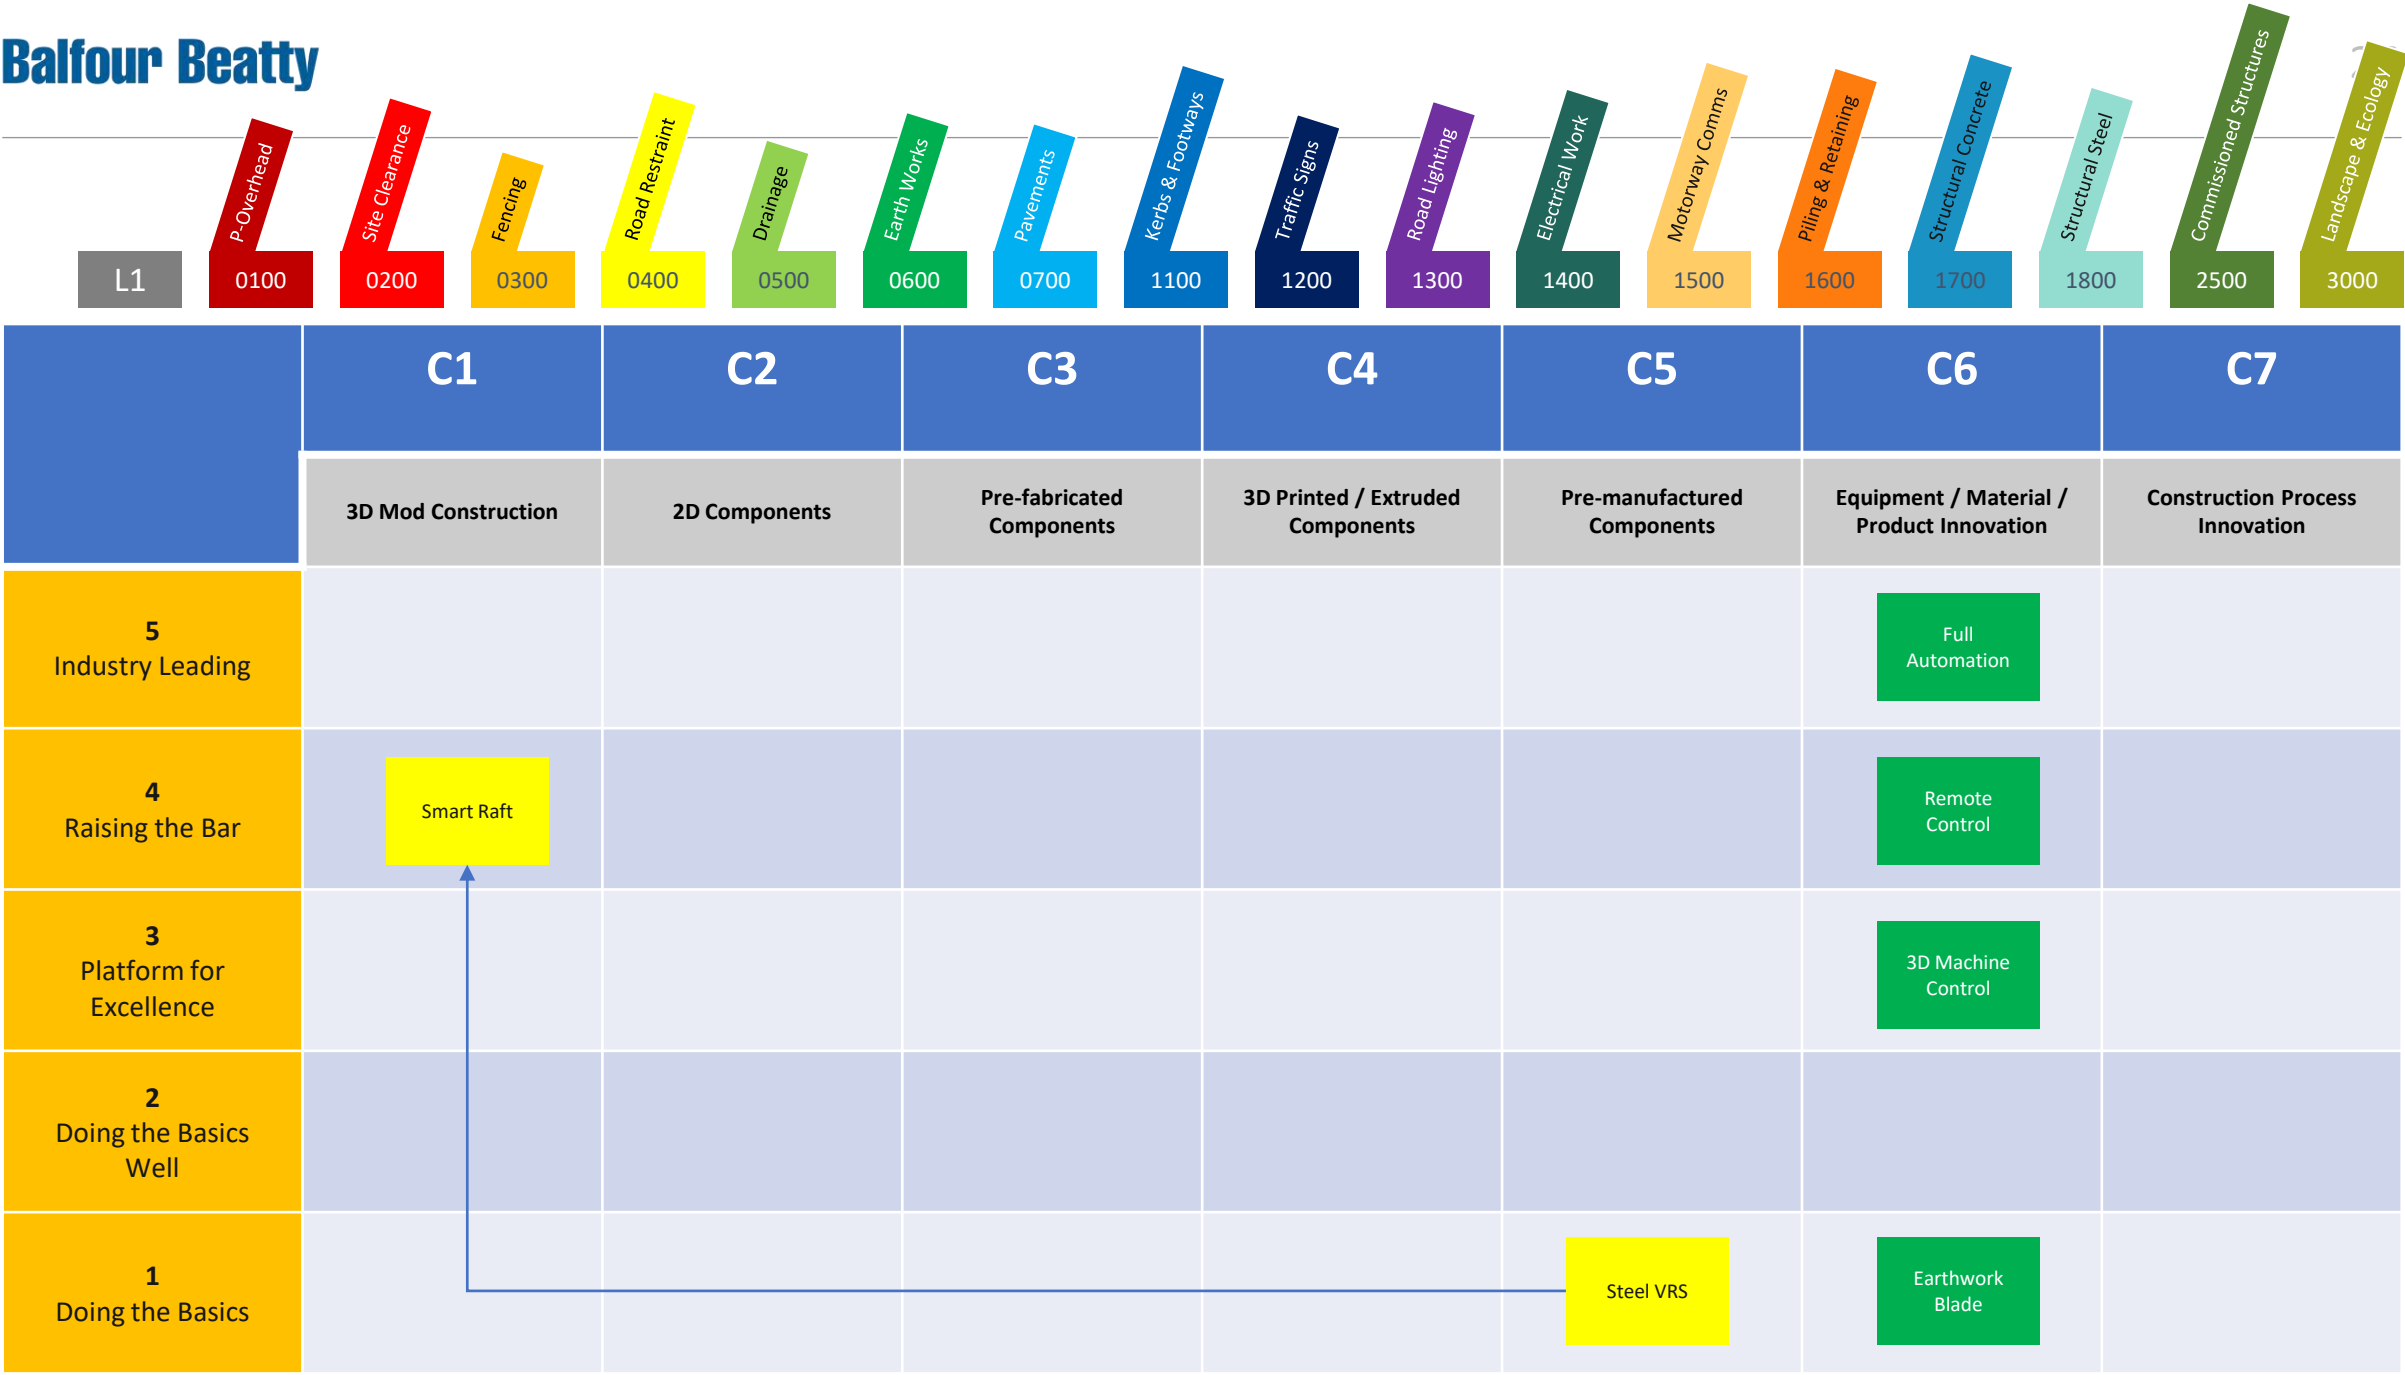 Balfour Beatty
P-Overhead
Site Clearance
Fencing
Road Restraint
Drainage
Earth Works
Pavements
Kerbs & Footways
Traffic Signs
Road Lighting
Electrical Work
Motorway Comms
Piling & Retaining
Structural Concrete
Structural Steel
Commissioned Structures
Landscape & Ecology
L1
0100
0200
0300
0400
0500
0600
0700
1100
1200
1300
1400
1500
1600
1700
1800
2500
3000
C1
C2
C3
C4
C5
C6
C7
3D Mod Construction
2D Components
Pre-fabricated
Components
3D Printed / Extruded
Components
Pre-manufactured
Components
Equipment / Material /
Product Innovation
Construction Process
Innovation
5
Industry Leading
Full
Automation
4
Raising the Bar
Smart Raft
Remote
Control
3
Platform for
Excellence
3D Machine
Control
2
Doing the Basics
Well
1
Doing the Basics
Steel VRS
Earthwork
Blade